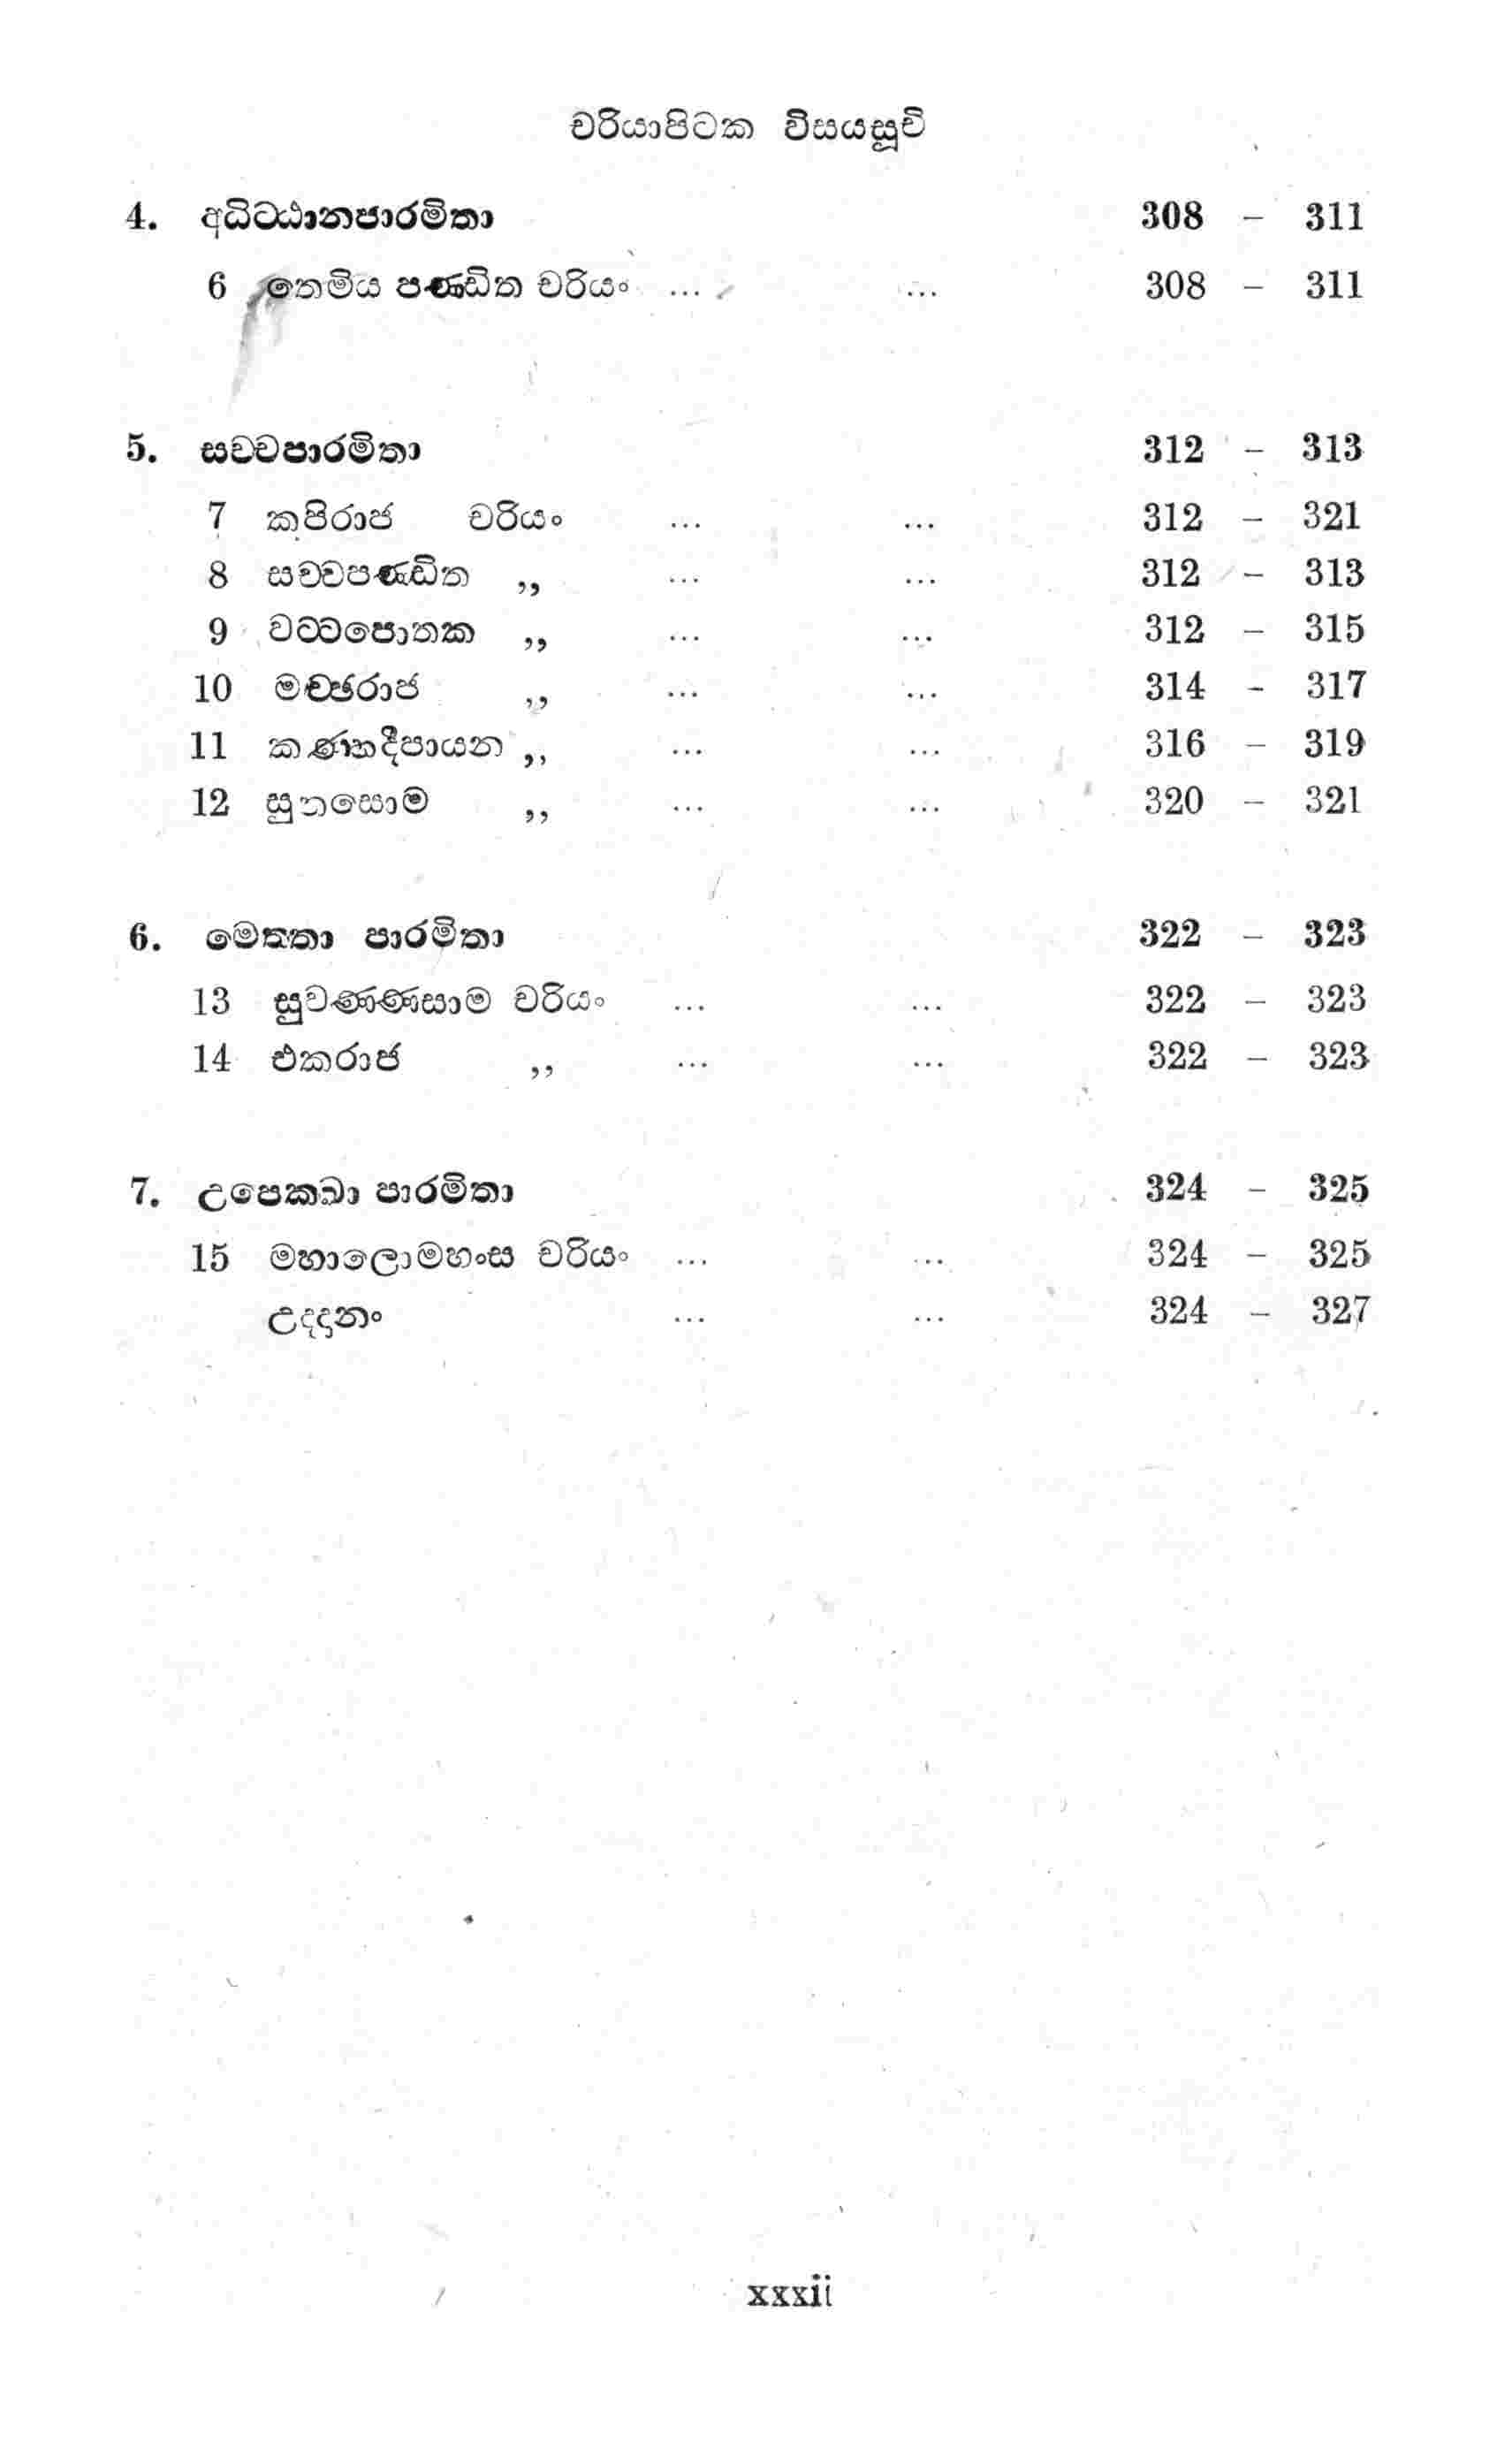 චරියාපිටක විසයසූචි
4. අධිට්ඨානපාරමිතා 308 – 311
6 තෙමිය පණ්ඩිත චරියං ... ... 308 – 311
5. සච්චපාරමිතා 312 – 313
7 කපිරාජ චරියං ... ... 312 – 321
8 සච්චපණ්ඩිත ,, ... ... 312 – 313
9 වට්ටපොතක ,, ... ... 312 – 315
10 මච්ඡරාජ ,, ... ... 314 – 317
11 කණ්හදීපායන ,, ... ... 316 – 319
12 සුතසොම ,, ... ... 320 – 321
6. මෙත්තා පාරමිතා 322 – 323
13 සුවණ්ණසාම චරියං ... ... 322 – 323
14 එකරාජ ,, ... ... 322 – 323
7. උපෙක්ඛා පාරමිතා 324 – 325
15 මහාලොමහංස චරියං ... ... 324 – 325
උද්දානං ... ... 324 – 327
xxxii